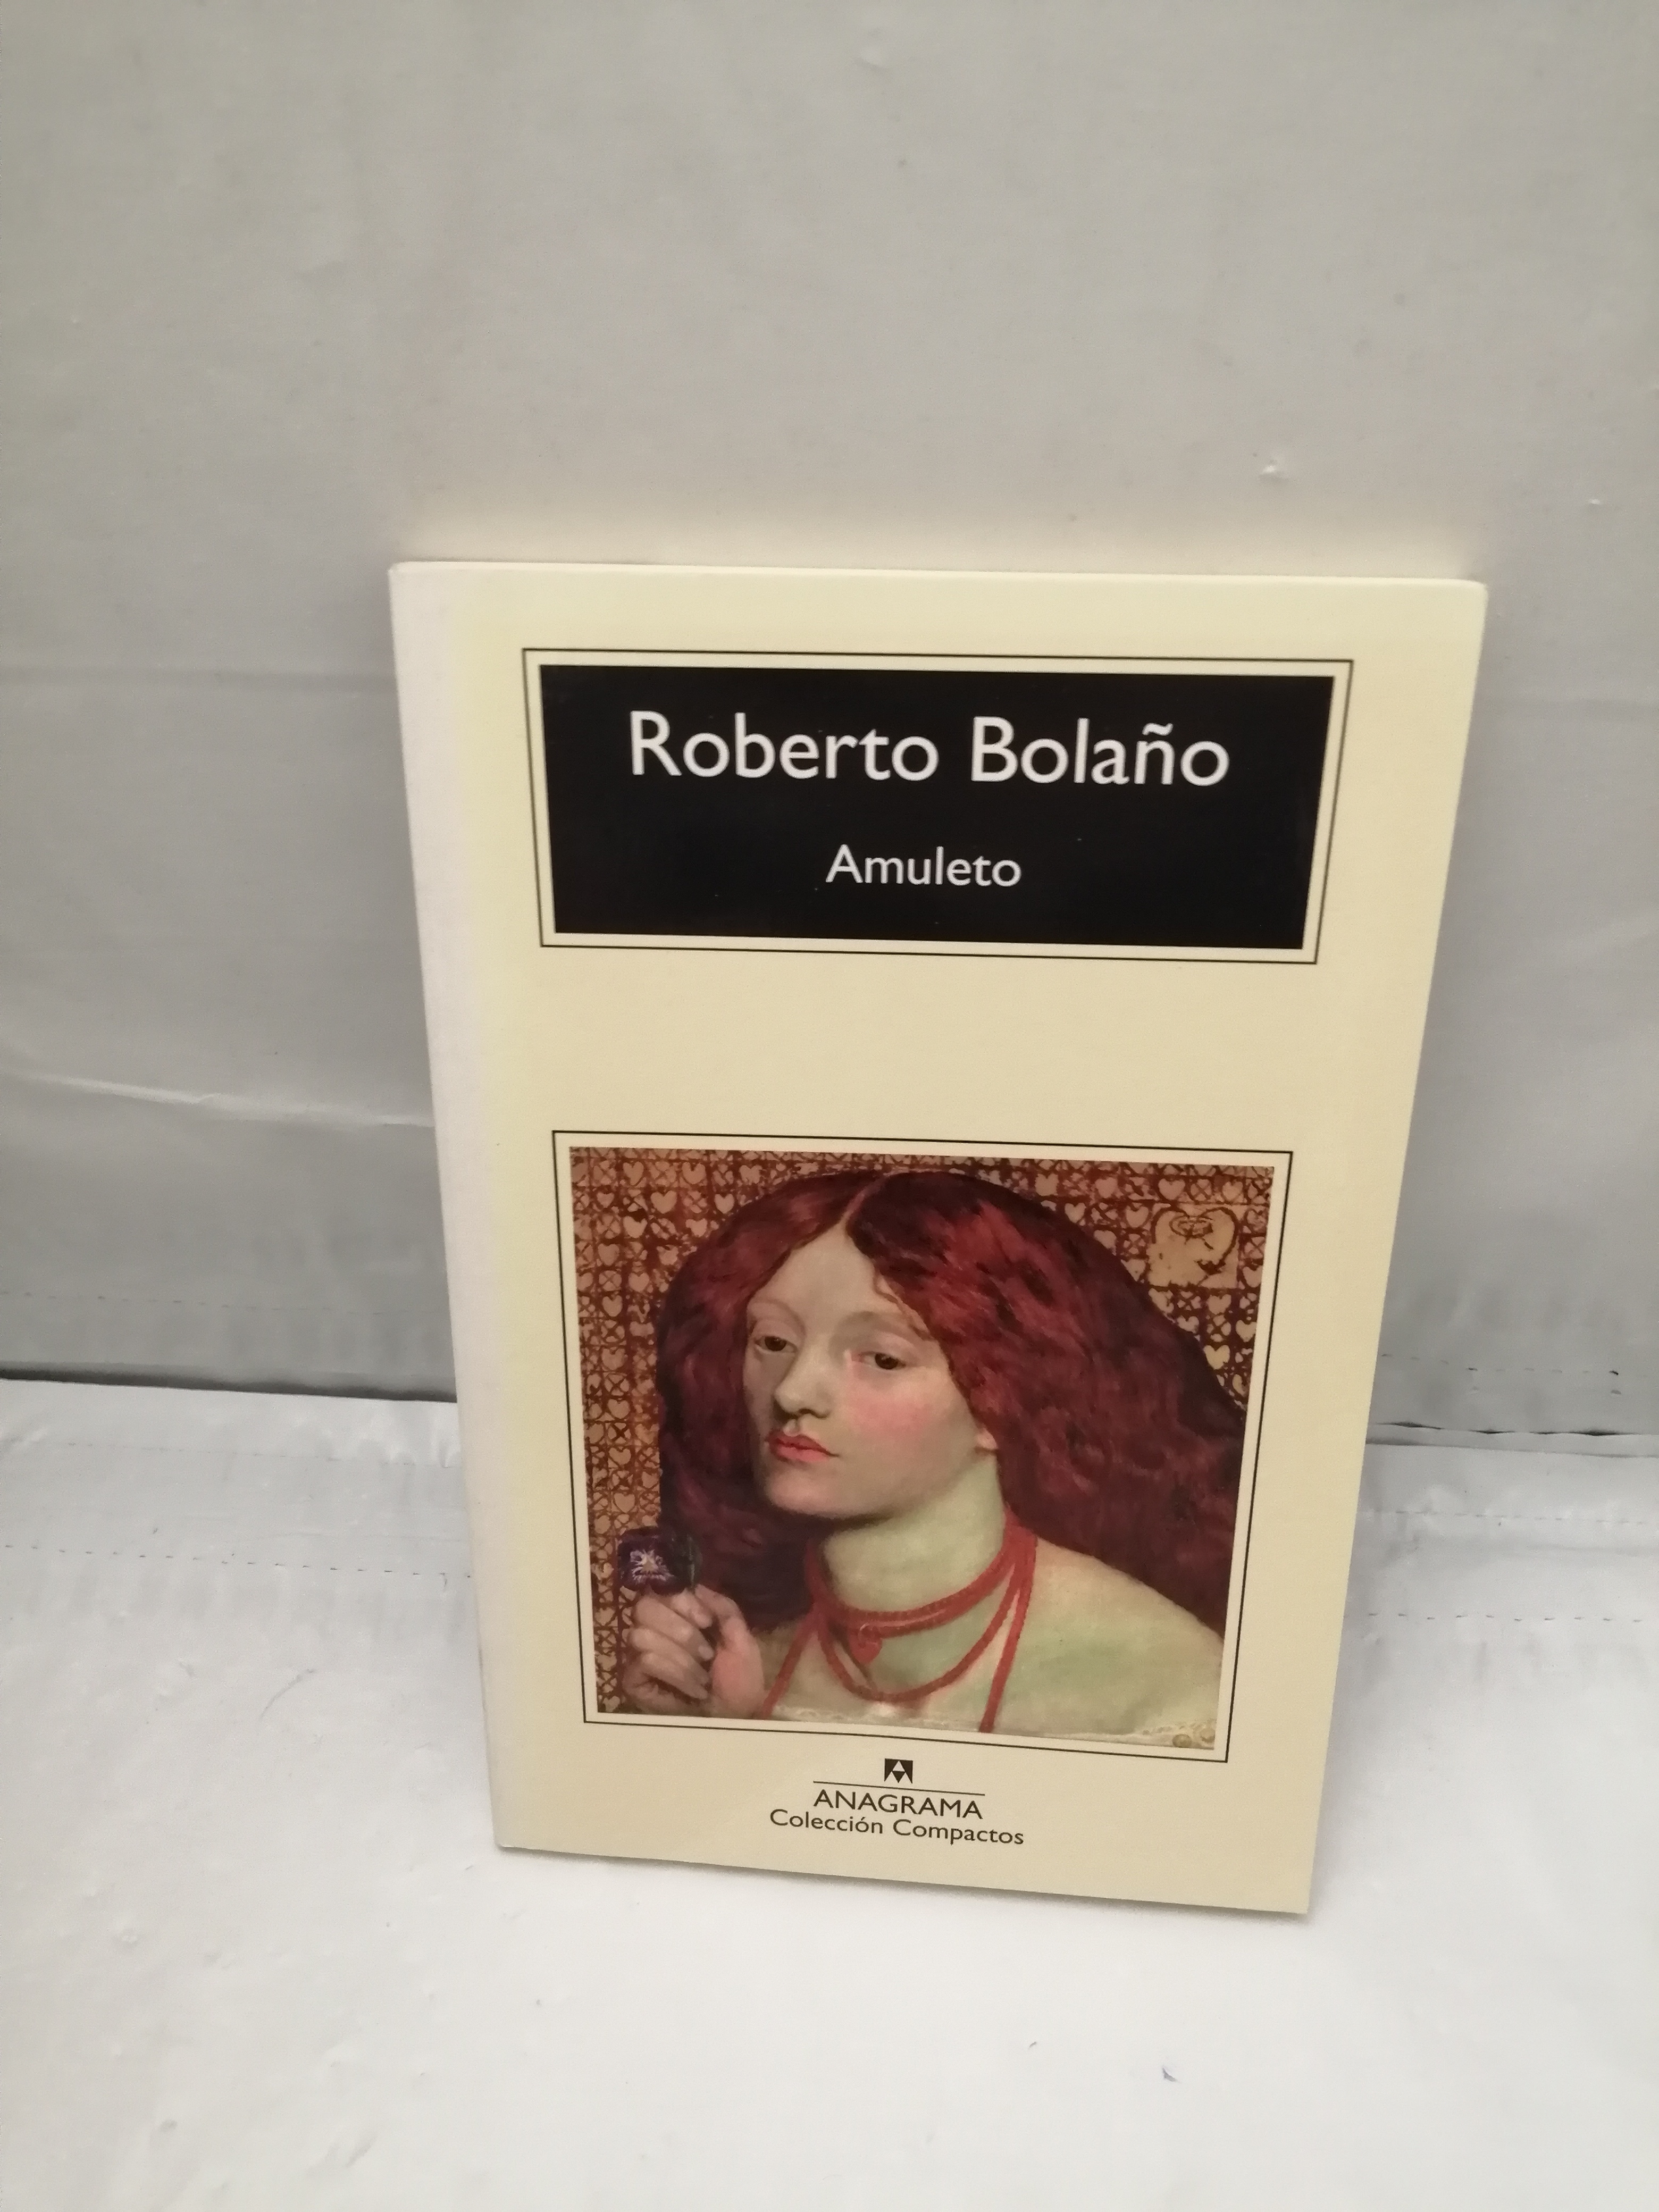 Roberto Bolaño
Amuleto
ANAGRAMA
Colección Compactos